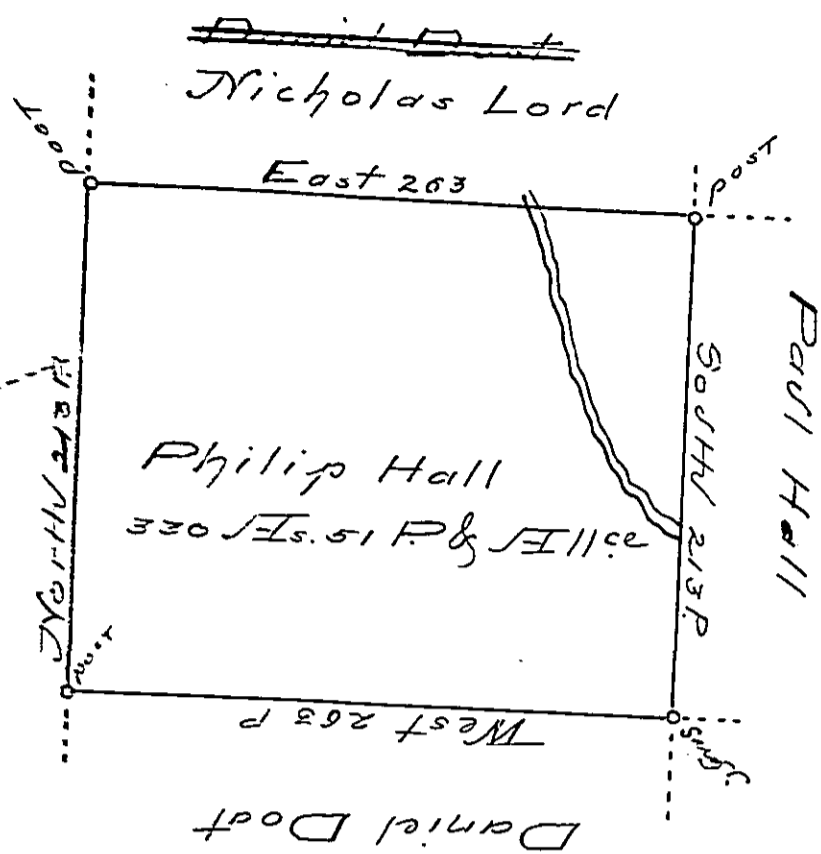 Nicholas Lord
Post
East 263
Post
Paul Hall
South 213 P
North 213 P
Philip Hall
330 As. 51 P. & Allce
Post
West 263 P
Daniel Doat